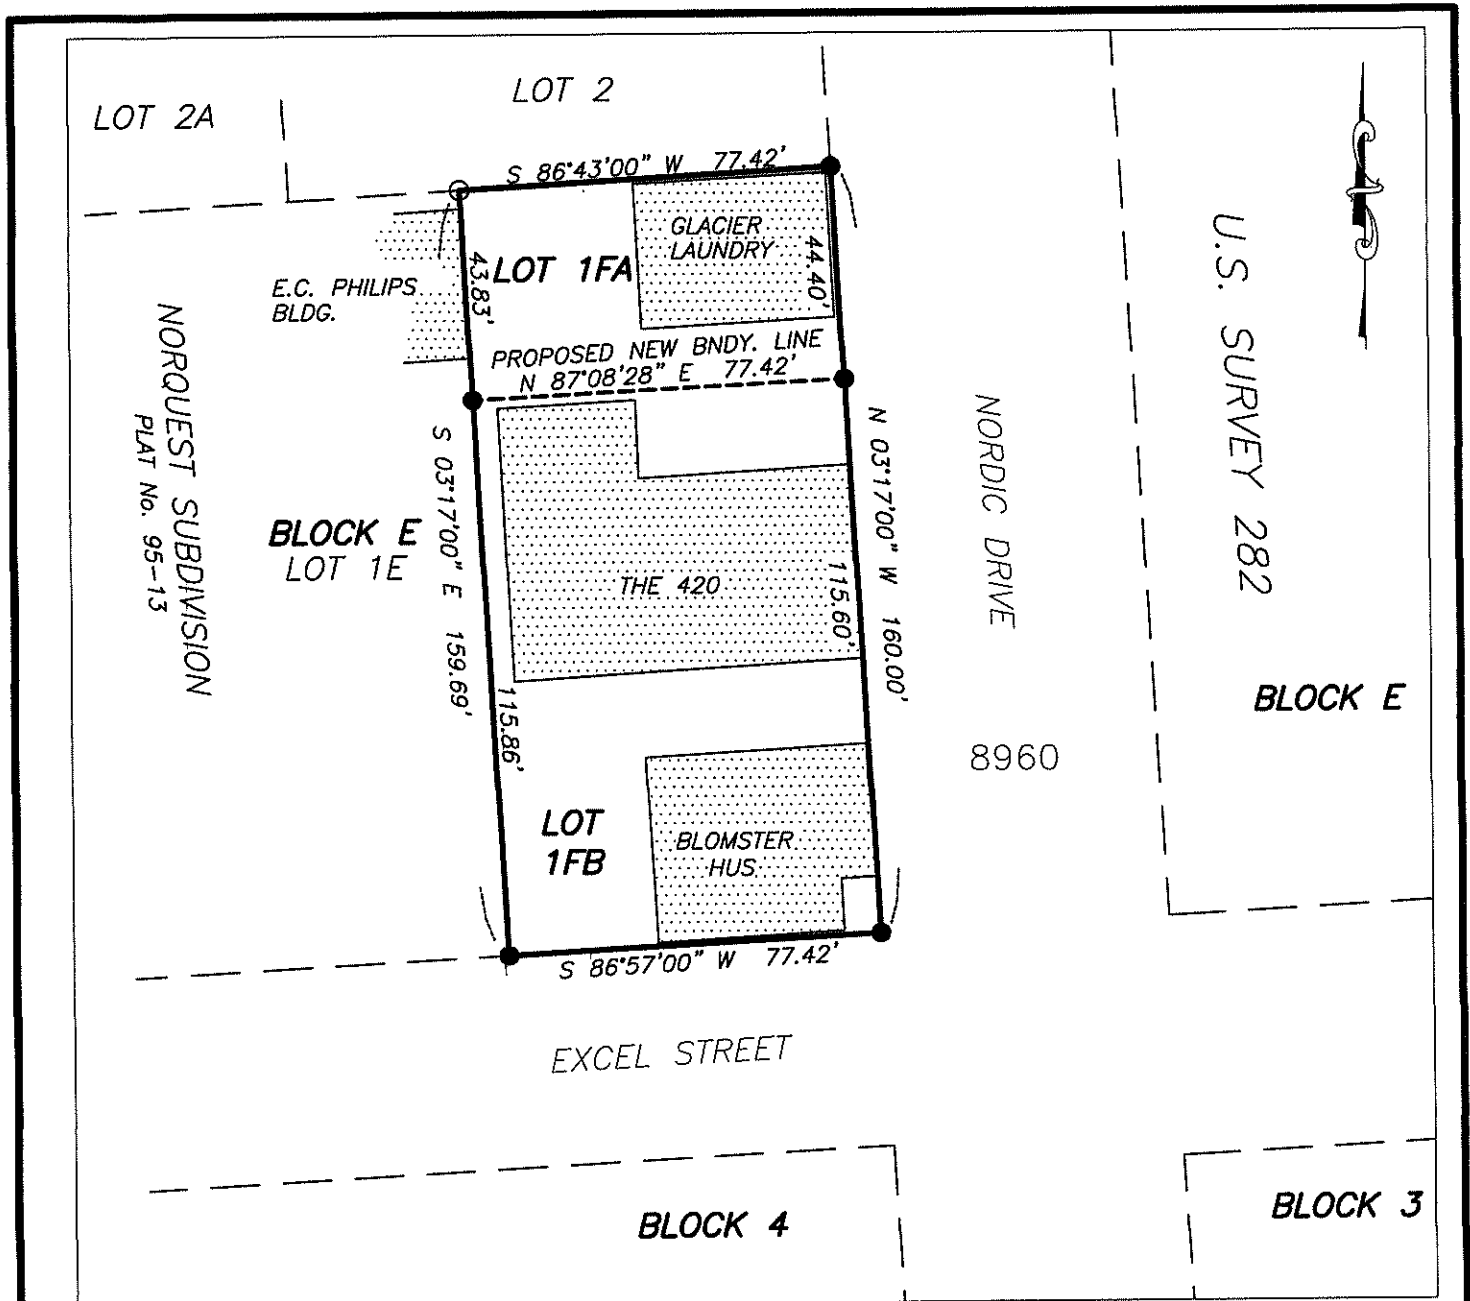 LOT 2A
LOT 2
S 86°43'00" W 77.42'
GLACIER
LAUNDRY
44.40'
43.83'
LOT 1FA
E.C. PHILIPS
BLDG.
PROPOSED NEW BNDY. LINE
N 87°08'28" E 77.42'
NORQUEST SUBDIVISION
PLAT No. 95-13
BLOCK E
LOT 1E
S 03°17'00" E 159.69'
115.86'
THE 420
115.60'
N 03°17'00" W 160.00'
NORDIC DRIVE
8960
U.S. SURVEY 282
BLOCK E
LOT
1FB
BLOMSTER
HUS
S 86°57'00" W 77.42'
EXCEL STREET
BLOCK 4
BLOCK 3